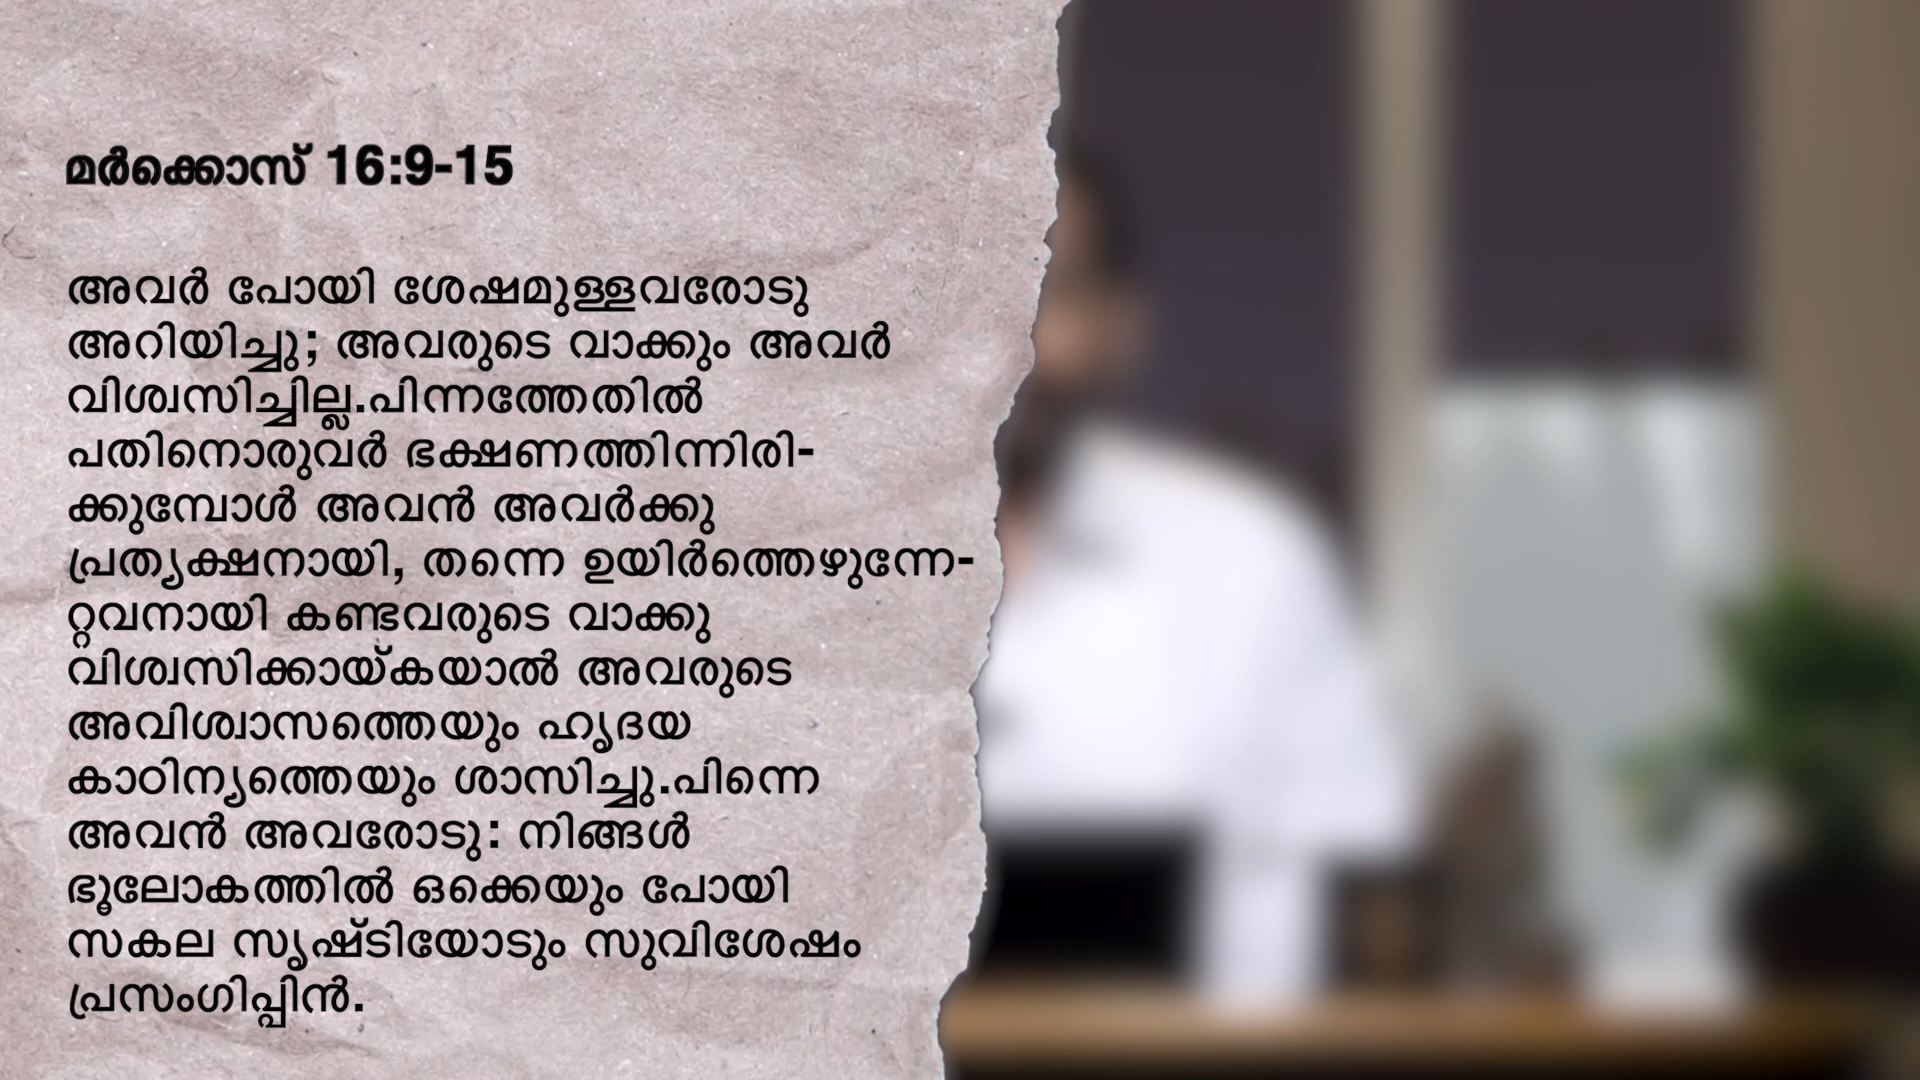 മർക്കൊസ് 16:9-15
അവർ പോയി ശേഷമുള്ളവരോടു
അറിയിച്ചു; അവരുടെ വാക്കും അവർ
വിശ്വസിച്ചില്ല.പിന്നത്തേതിൽ
പതിനൊരുവർ ഭക്ഷണത്തിന്നിരി-
ക്കുമ്പോൾ അവൻ അവർക്കു
പ്രത്യക്ഷനായി, തന്നെ ഉയിർത്തെഴുന്നേ-
റ്റവനായി കണ്ടവരുടെ വാക്കു
വിശ്വസിക്കായ്കയാൽ അവരുടെ
അവിശ്വാസത്തെയും ഹൃദയ
കാഠിന്യത്തെയും ശാസിച്ചു.പിന്നെ
അവൻ അവരോടു: നിങ്ങൾ
ഭൂലോകത്തിൽ ഒക്കെയും പോയി
സകല സൃഷ്ടിയോടും സുവിശേഷം
പ്രസംഗിപ്പിൻ.